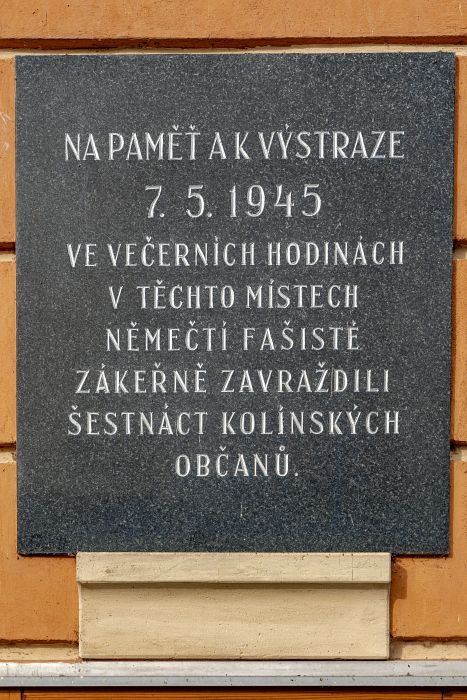 NA PAMĚŤ A K VÝSTRAZE
7. 5. 1945
VE VEČERNÍCH HODINÁCH
V TĚCHTO MÍSTECH
NĚMEČTÍ FAŠISTÉ
ZÁKEŘNĚ ZAVRAŽDILI
ŠESTNÁCT KOLÍNSKÝCH
OBČANŮ.